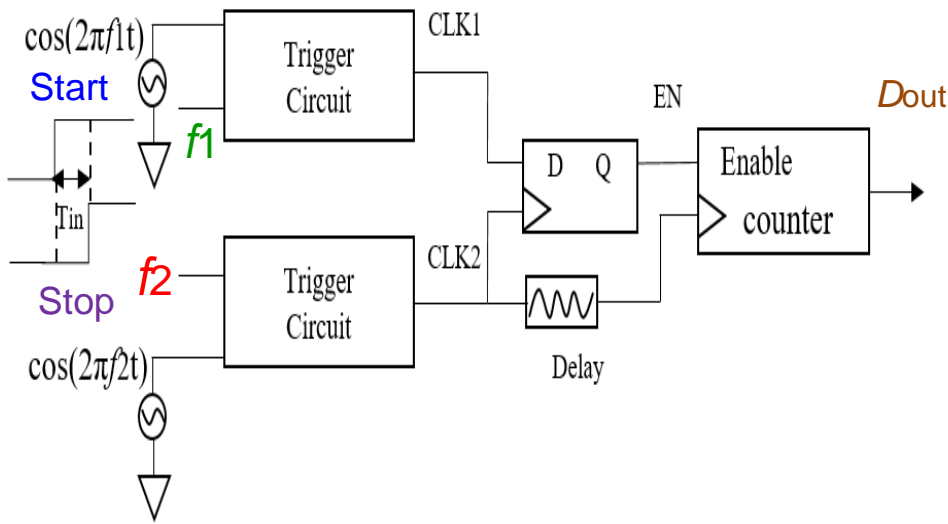 cos(2πf1t)
Start
f1
Tin
Trigger
Circuit
CLK1
D Q
EN
Enable
counter
Dout
f2
Stop
cos(2πf2t)
Trigger
Circuit
CLK2
Delay